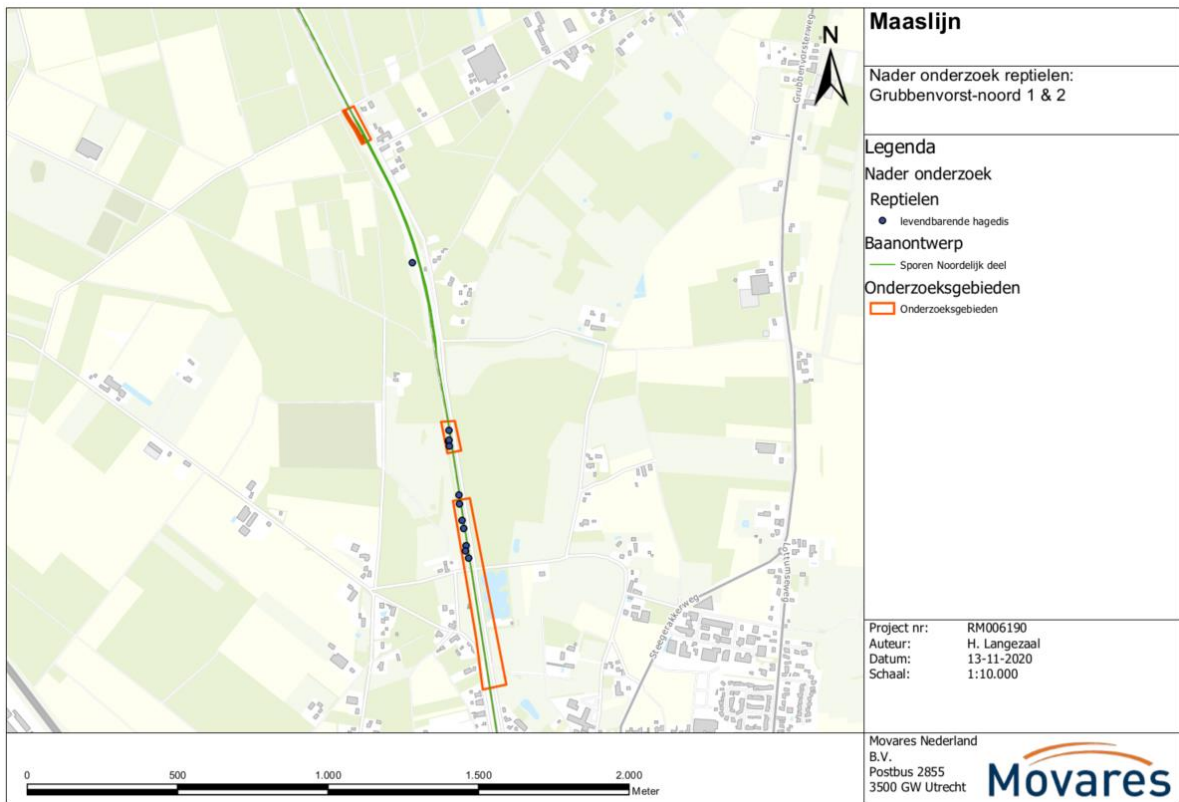 Maaslijn
Nader onderzoek reptielen:
Grubbenvorst-noord 1 & 2
Legenda
Nader onderzoek
Reptielen
levendbarende hagedis
Baanontwerp
Sporen Noordelijk deel
Onderzoeksgebieden
Onderzoeksgebieden
N
Grubbenvorsterweg
Lottumseweg
Steegerakkerweg
Project nr: RM006190
Auteur: H. Langezaal
Datum: 13-11-2020
Schaal: 1:10.000
0 500 1.000 1.500 2.000
Meter
Movares Nederland
B.V.
Postbus 2855
3500 GW Utrecht
Movares